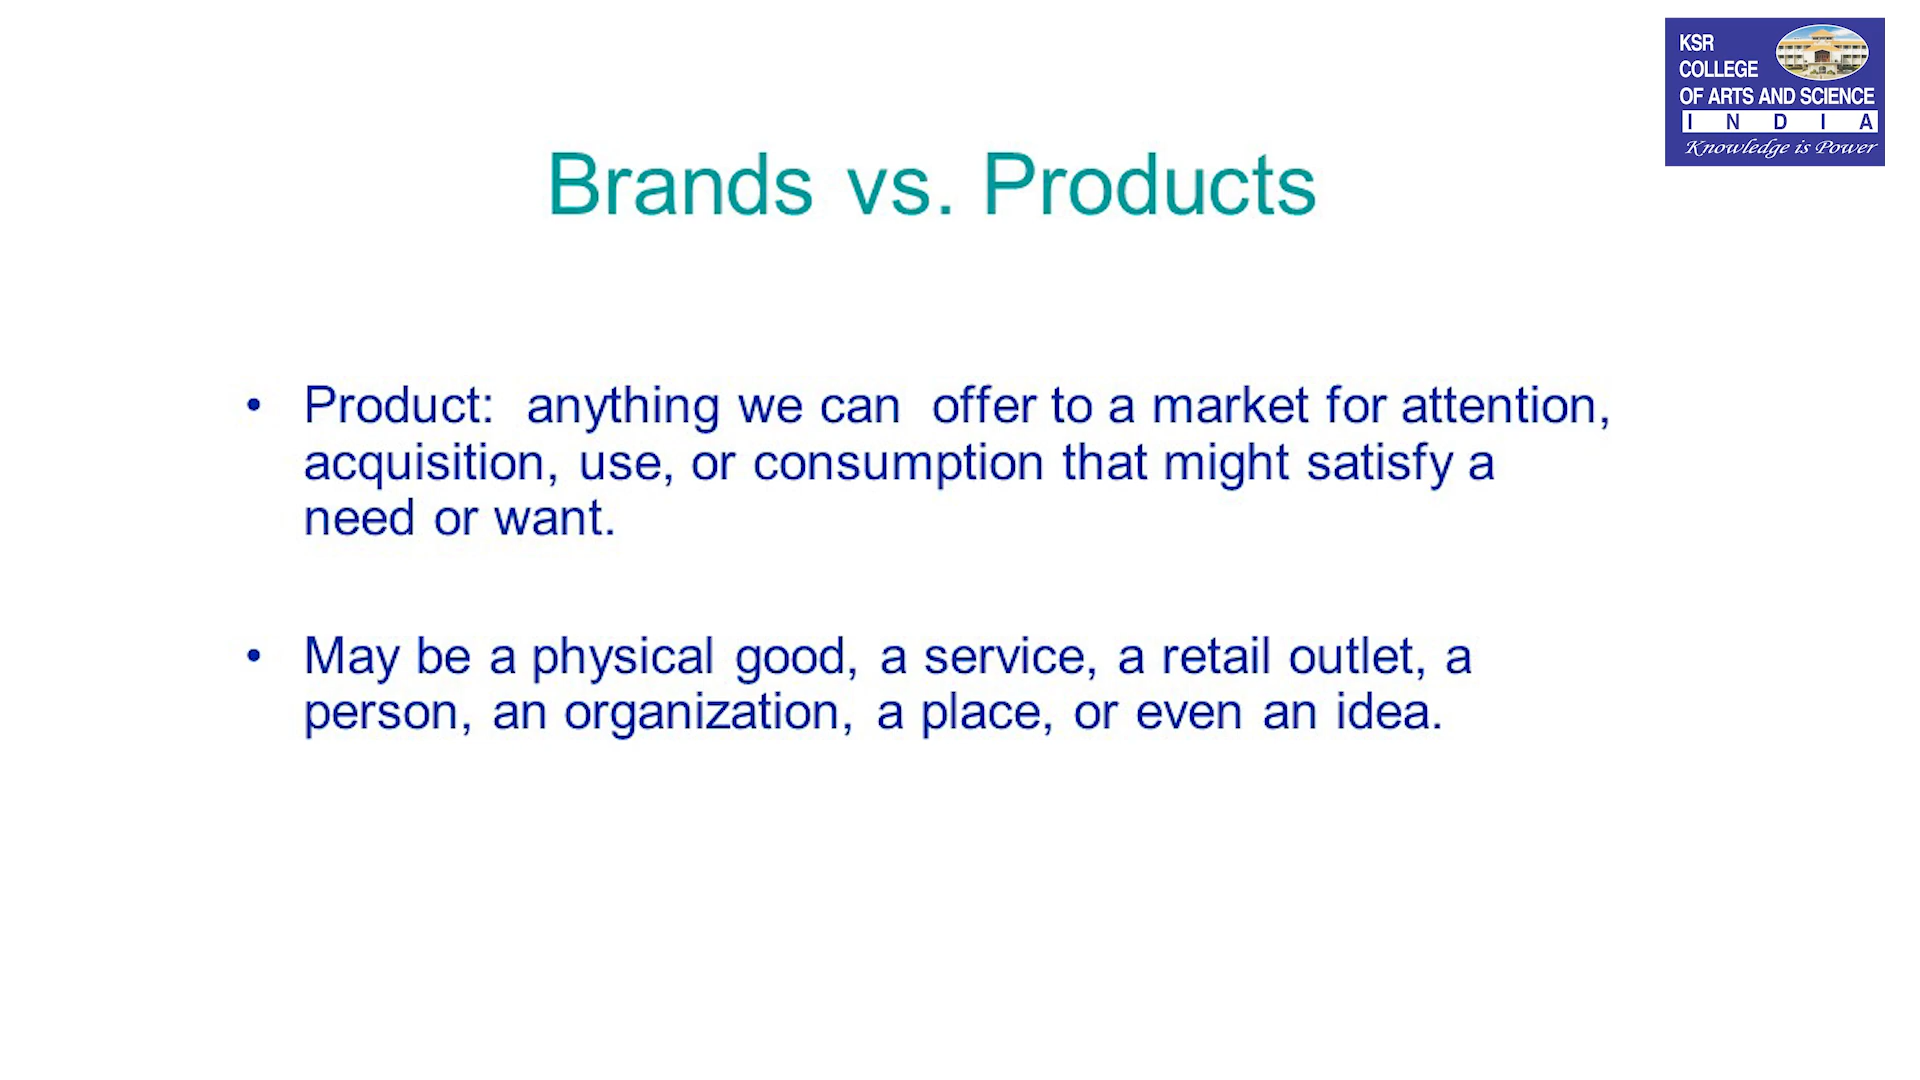 KSR
COLLEGE
OF ARTS AND SCIENCE
I N D I A
Knowledge is Power
Brands vs. Products
• Product: anything we can offer to a market for attention,
acquisition, use, or consumption that might satisfy a
need or want.
• May be a physical good, a service, a retail outlet, a
person, an organization, a place, or even an idea.